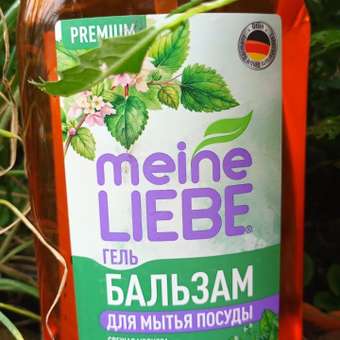 PREMIUM
meine
LIEBE®
ГЕЛЬ
БАЛЬЗАМ
ДЛЯ МЫТЬЯ ПОСУДЫ